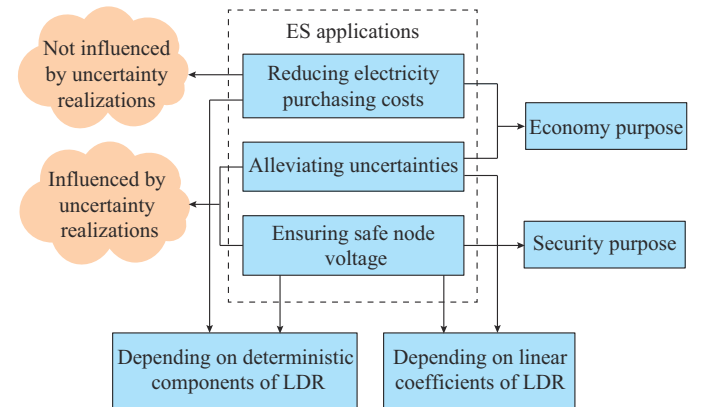 ES applications
Not influenced
by uncertainty
realizations
Reducing electricity
purchasing costs
Economy purpose
Alleviating uncertainties
Influenced by
uncertainty
realizations
Ensuring safe node
voltage
Security purpose
Depending on deterministic
components of LDR
Depending on linear
coefficients of LDR